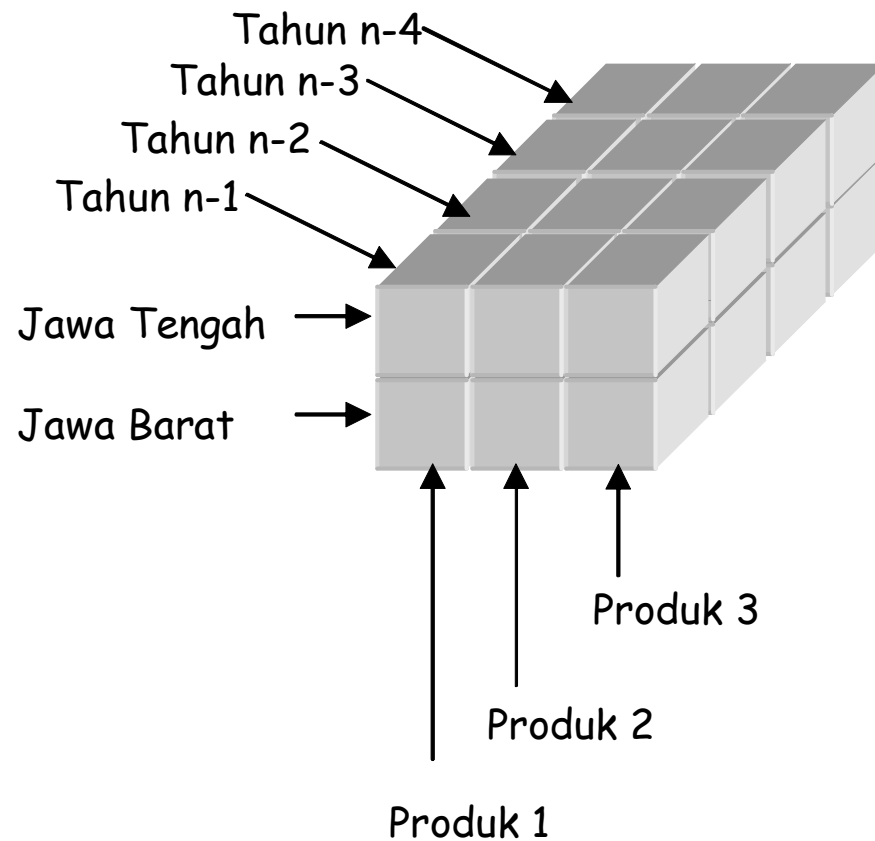 Tahun n-4
Tahun n-3
Tahun n-2
Tahun n-1
Jawa Tengah
Jawa Barat
Produk 3
Produk 2
Produk 1